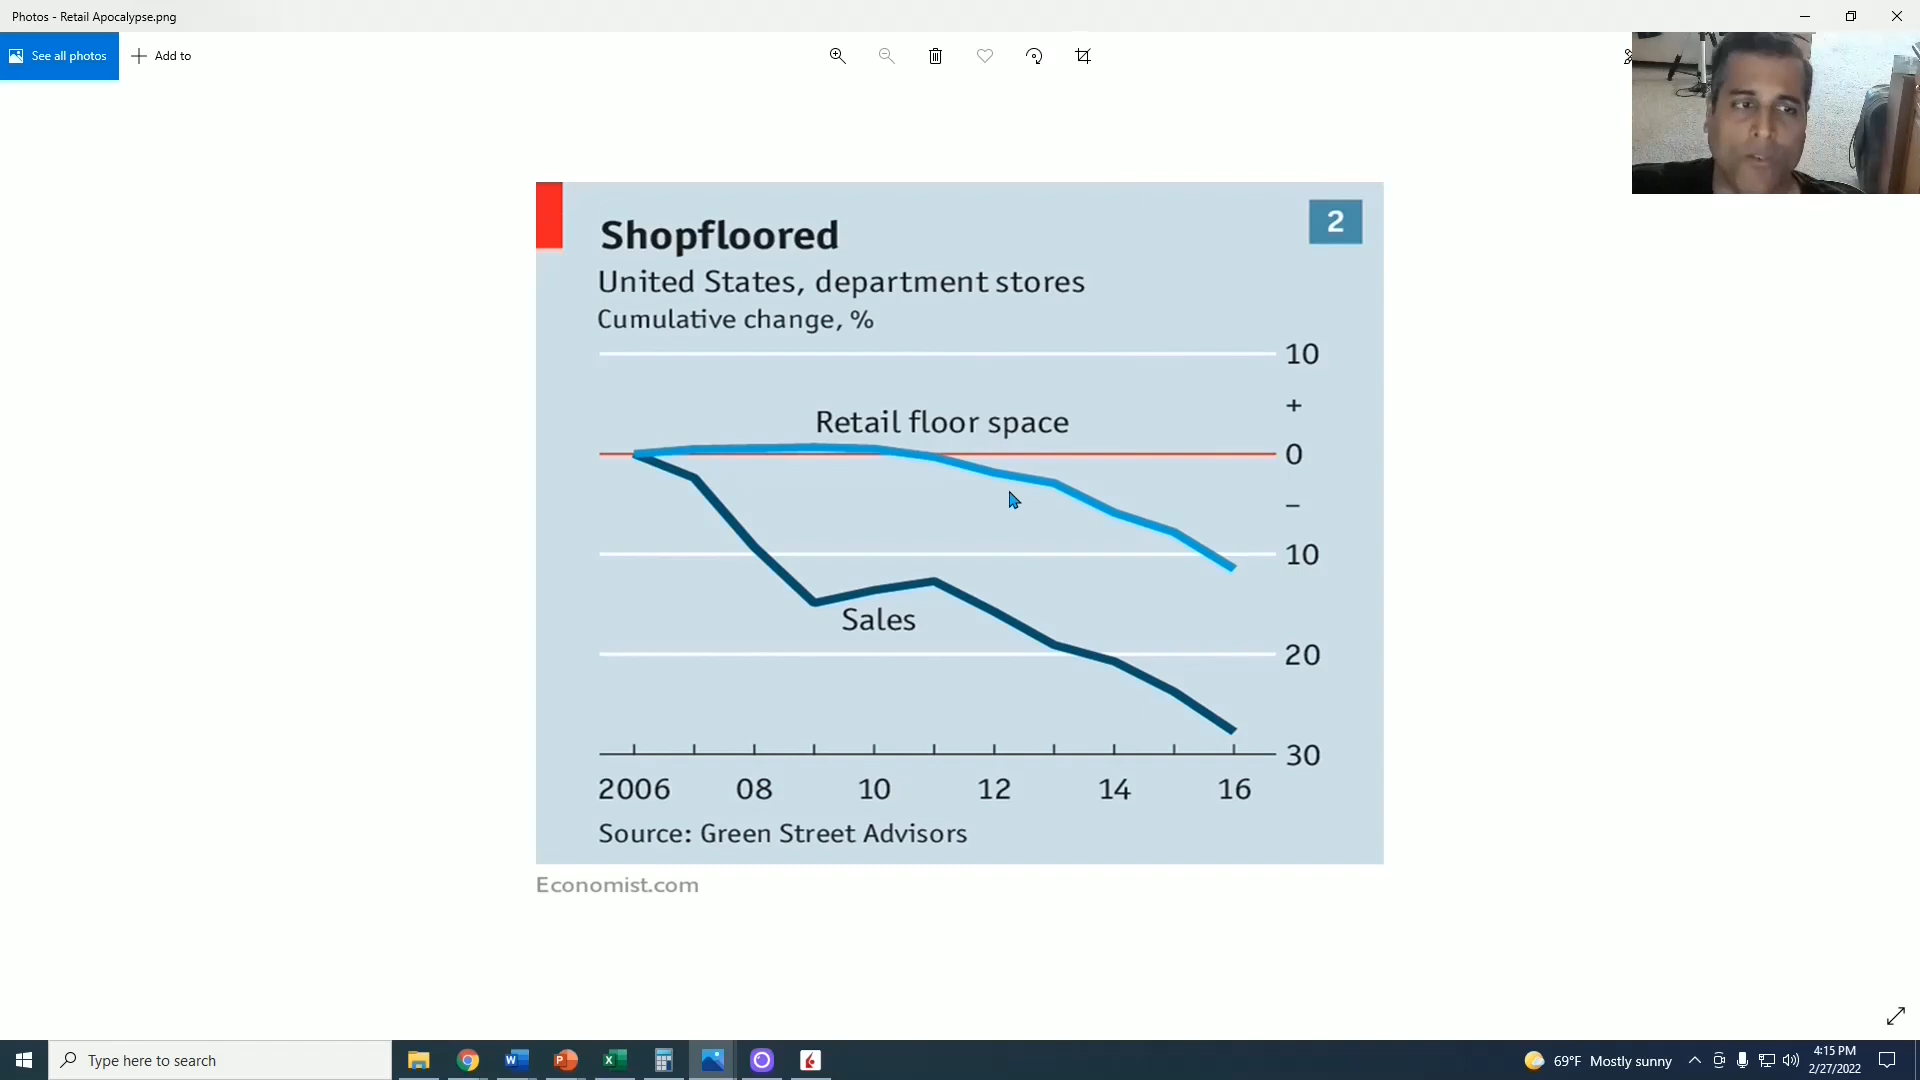 Photos - Retail Apocalypse.png
See all photos
Add to
Shopfloored
2
United States, department stores
Cumulative change, %
10
+
Retail floor space
0
–
10
Sales
20
30
2006 08 10 12 14 16
Source: Green Street Advisors
Economist.com
Type here to search
69°F Mostly sunny
4:15 PM
2/27/2022